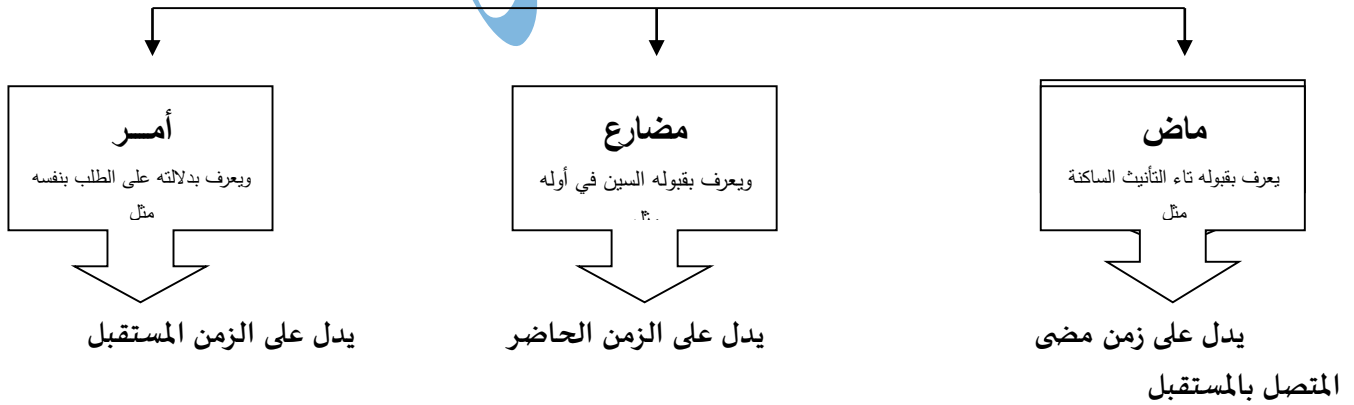 ماض
يعرف بقبوله تاء التأنيث الساكنة
مثل
مضارع
ويعرف بقبوله السين في أوله
مثل
أمـــر
ويعرف بدلالته على الطلب بنفسه
مثل
يدل على زمن مضى يدل على الزمن الحاضر يدل على الزمن المستقبل
المتصل بالمستقبل